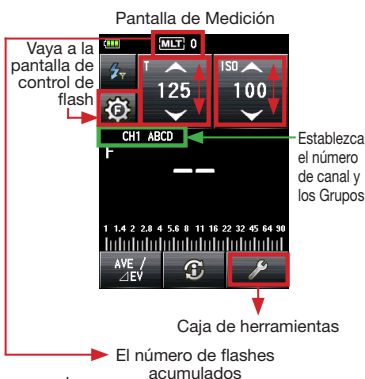 Pantalla de Medición
Vaya a la
pantalla de
control de
flash
MLT 0
T
125
ISO
100
F
CH1 ABCD
F
Establezca
el número
de canal y
los Grupos
1 1.4 2 2.8 4 5.6 8 11 16 22 32 45 64 90
AVE /
⊿EV
Caja de herramientas
El número de flashes
acumulados